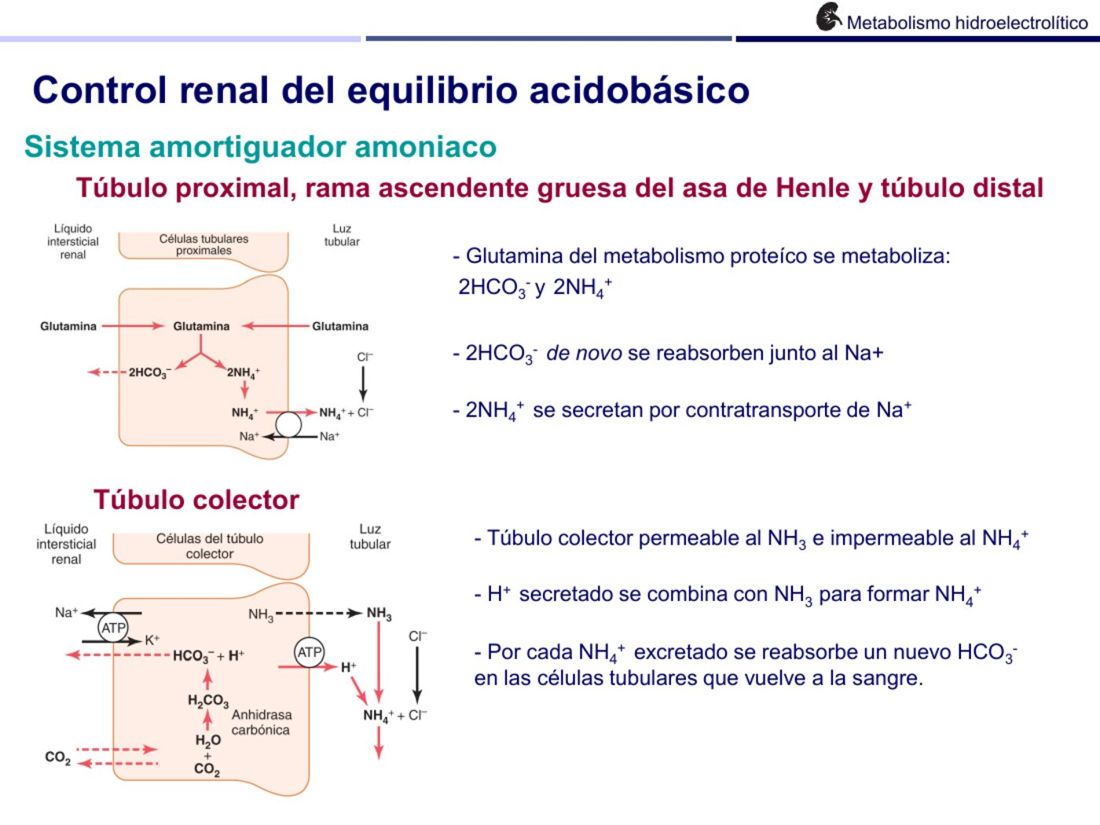 Metabolismo hidroelectrolítico
Control renal del equilibrio acidobásico
Sistema amortiguador amoniaco
Túbulo proximal, rama ascendente gruesa del asa de Henle y túbulo distal
Líquido
intersticial
renal
Células tubulares
proximales
Luz
tubular
Glutamina
Glutamina
Glutamina
Cl⁻
2HCO₃⁻
2NH₄⁺
NH₄⁺
NH₄⁺ + Cl⁻
Na⁺
Na⁺
- Glutamina del metabolismo proteíco se metaboliza:
2HCO₃⁻ y 2NH₄⁺
- 2HCO₃⁻ de novo se reabsorben junto al Na+
- 2NH₄⁺ se secretan por contratransporte de Na⁺
Túbulo colector
Líquido
intersticial
renal
Células del túbulo
colector
Luz
tubular
Na⁺
ATP
K⁺
NH₃
NH₃
Cl⁻
HCO₃⁻ + H⁺
ATP
H⁺
H₂CO₃
Anhidrasa
carbónica
NH₄⁺ + Cl⁻
H₂O
+
CO₂
CO₂
- Túbulo colector permeable al NH₃ e impermeable al NH₄⁺
- H⁺ secretado se combina con NH₃ para formar NH₄⁺
- Por cada NH₄⁺ excretado se reabsorbe un nuevo HCO₃⁻
en las células tubulares que vuelve a la sangre.